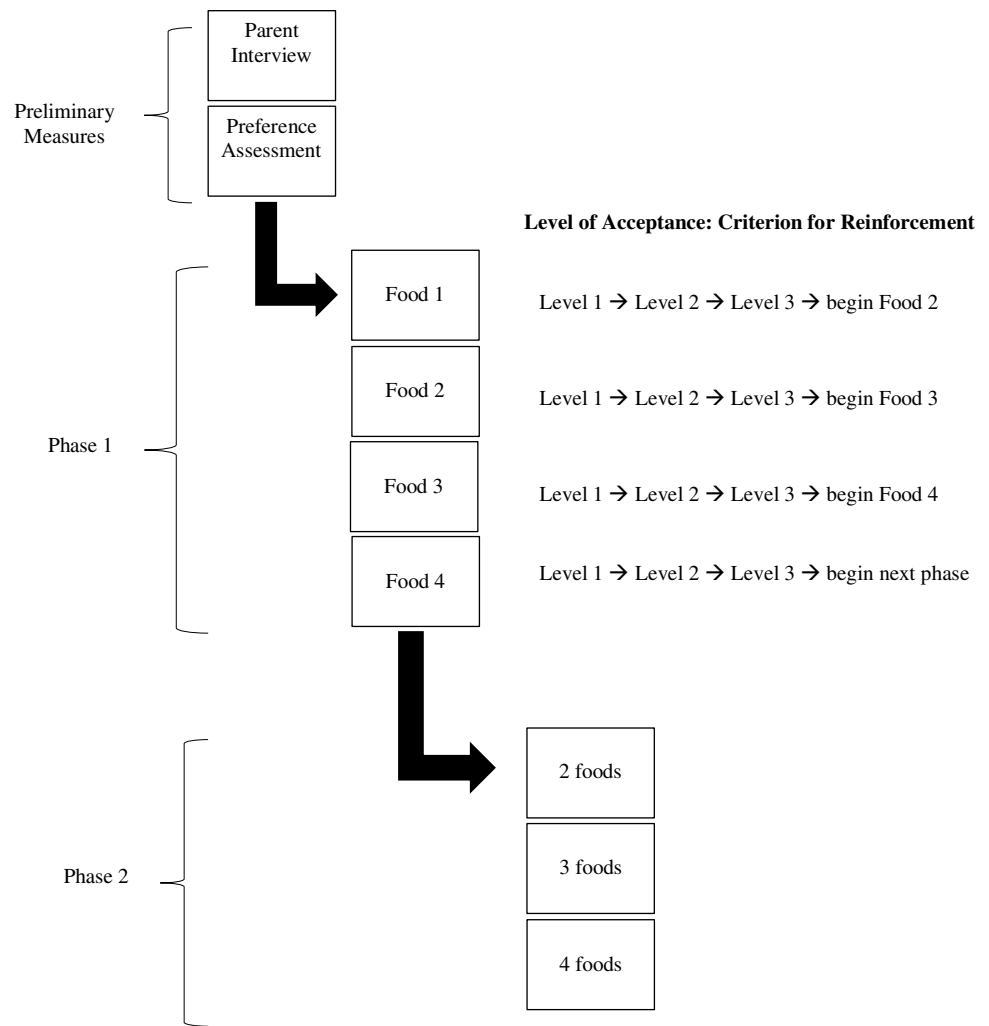 Parent
Interview
Preliminary
Measures
Preference
Assessment
Level of Acceptance: Criterion for Reinforcement
Food 1
Level 1 → Level 2 → Level 3 → begin Food 2
Food 2
Level 1 → Level 2 → Level 3 → begin Food 3
Phase 1
Food 3
Level 1 → Level 2 → Level 3 → begin Food 4
Food 4
Level 1 → Level 2 → Level 3 → begin next phase
2 foods
Phase 2
3 foods
4 foods